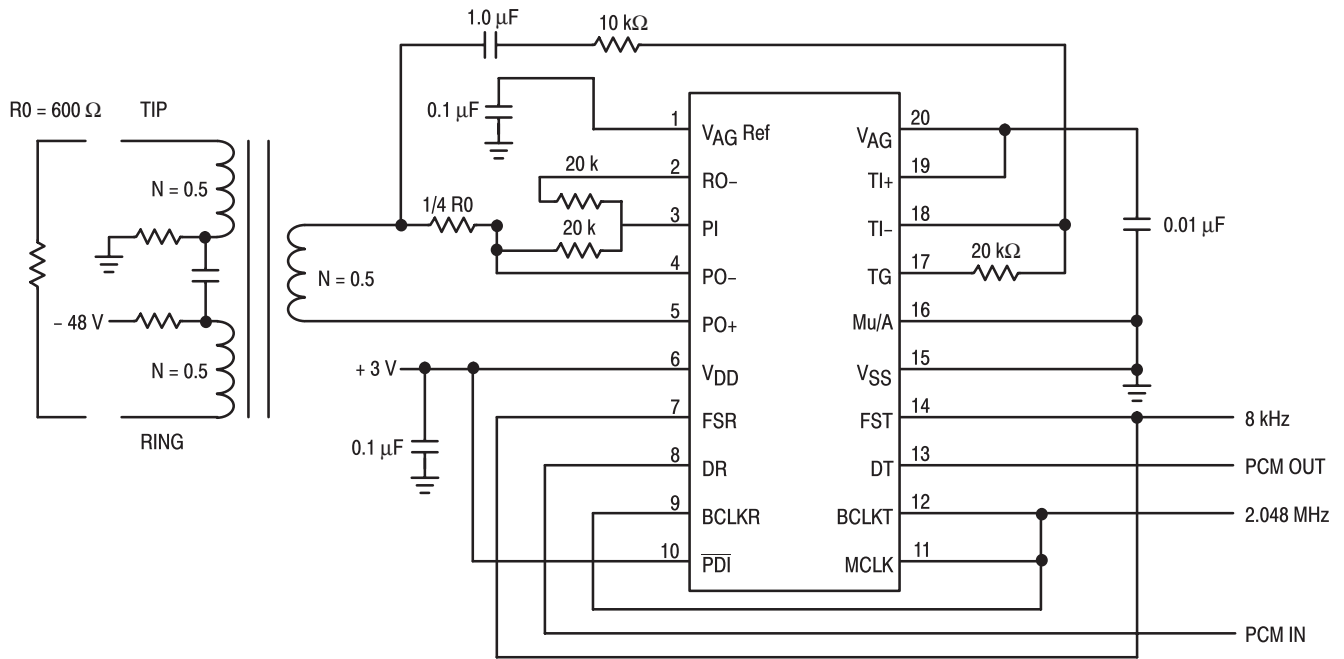 1.0 μF
10 kΩ
R0 = 600 Ω
TIP
0.1 μF
N = 0.5
1/4 R0
20 k
20 k
N = 0.5
– 48 V
N = 0.5
RING
+ 3 V
0.1 μF
1
VAG Ref
2
RO–
3
PI
4
PO–
5
PO+
6
VDD
7
FSR
8
DR
9
BCLKR
10
PDI
20
VAG
19
TI+
18
TI–
17
TG
20 kΩ
16
Mu/A
15
VSS
14
FST
13
DT
12
BCLKT
11
MCLK
0.01 μF
8 kHz
PCM OUT
2.048 MHz
PCM IN